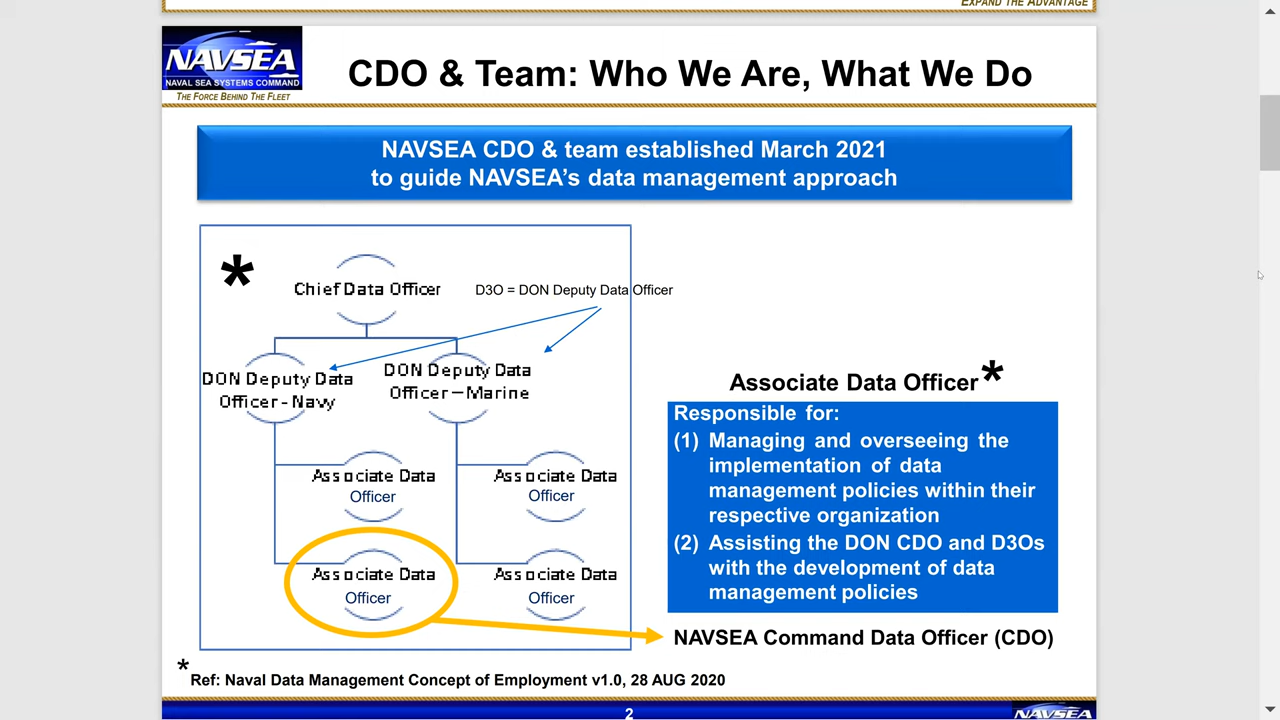 EXPAND THE ADVANTAGE
NAVSEA
NAVAL SEA SYSTEMS COMMAND
THE FORCE BEHIND THE FLEET
CDO & Team: Who We Are, What We Do
NAVSEA CDO & team established March 2021
to guide NAVSEA's data management approach
*
Chief Data Officer
D3O = DON Deputy Data Officer
DON Deputy Data
Officer - Navy
DON Deputy Data
Officer – Marine
Associate Data
Officer
Associate Data
Officer
Associate Data
Officer
Associate Data
Officer
Associate Data Officer*
Responsible for:
(1) Managing and overseeing the
implementation of data
management policies within their
respective organization
(2) Assisting the DON CDO and D3Os
with the development of data
management policies
NAVSEA Command Data Officer (CDO)
* Ref: Naval Data Management Concept of Employment v1.0, 28 AUG 2020
2
NAVSEA